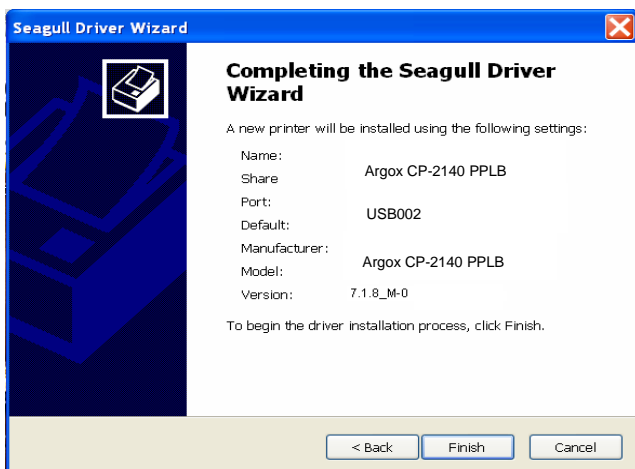 Seagull Driver Wizard
Completing the Seagull Driver
Wizard
A new printer will be installed using the following settings:
Name:
Share
Argox CP-2140 PPLB
Port:
USB002
Default:
Manufacturer:
Argox CP-2140 PPLB
Model:
Version: 7.1.8_M-0
To begin the driver installation process, click Finish.
< Back Finish Cancel